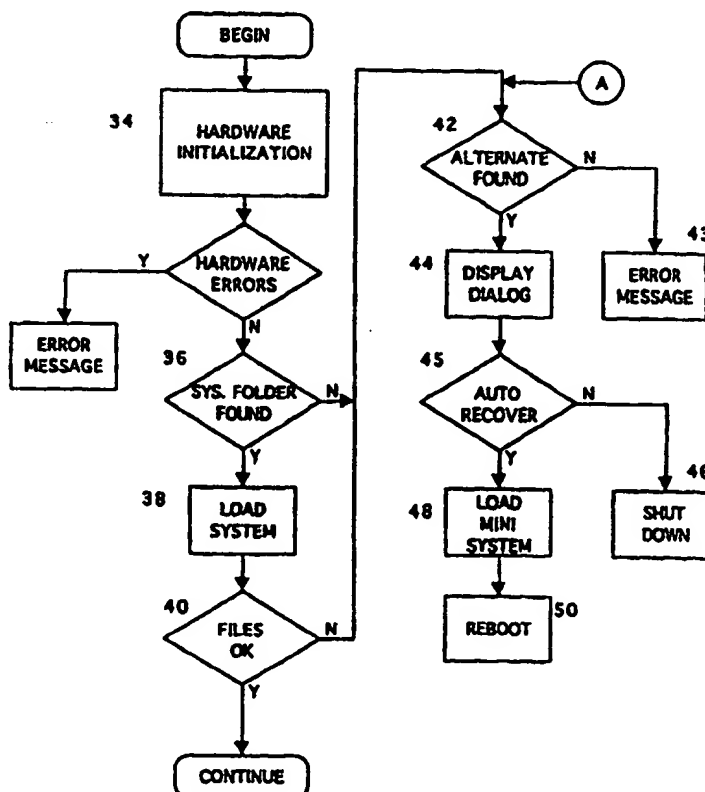 BEGIN
34
HARDWARE
INITIALIZATION
HARDWARE
ERRORS
Y
N
ERROR
MESSAGE
36
SYS. FOLDER
FOUND
N
Y
38
LOAD
SYSTEM
40
FILES
OK
N
Y
CONTINUE
A
42
ALTERNATE
FOUND
N
Y
43
ERROR
MESSAGE
44
DISPLAY
DIALOG
45
AUTO
RECOVER
N
Y
46
SHUT
DOWN
48
LOAD
MINI
SYSTEM
50
REBOOT